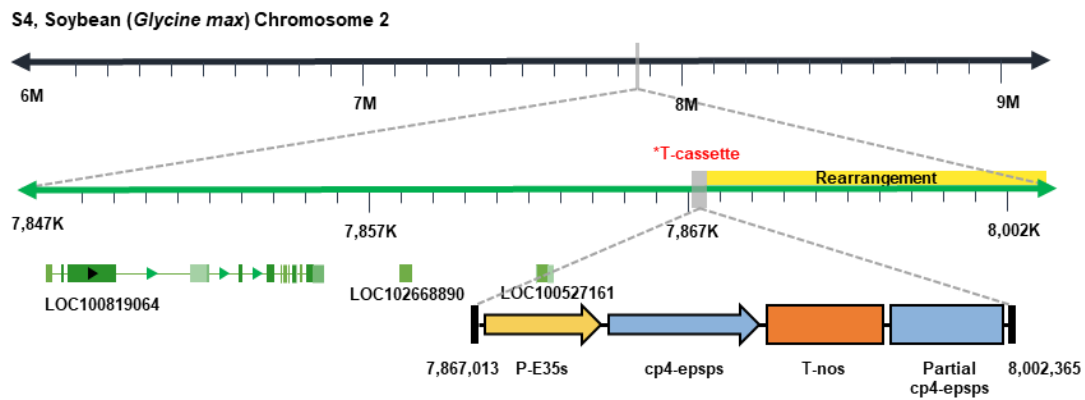 S4, Soybean (Glycine max) Chromosome 2
6M 7M 8M 9M
*T-cassette
Rearrangement
7,847K 7,857K 7,867K 8,002K
LOC100819064 LOC102668890 LOC100527161
7,867,013 P-E35s cp4-epsps T-nos Partial 8,002,365
cp4-epsps